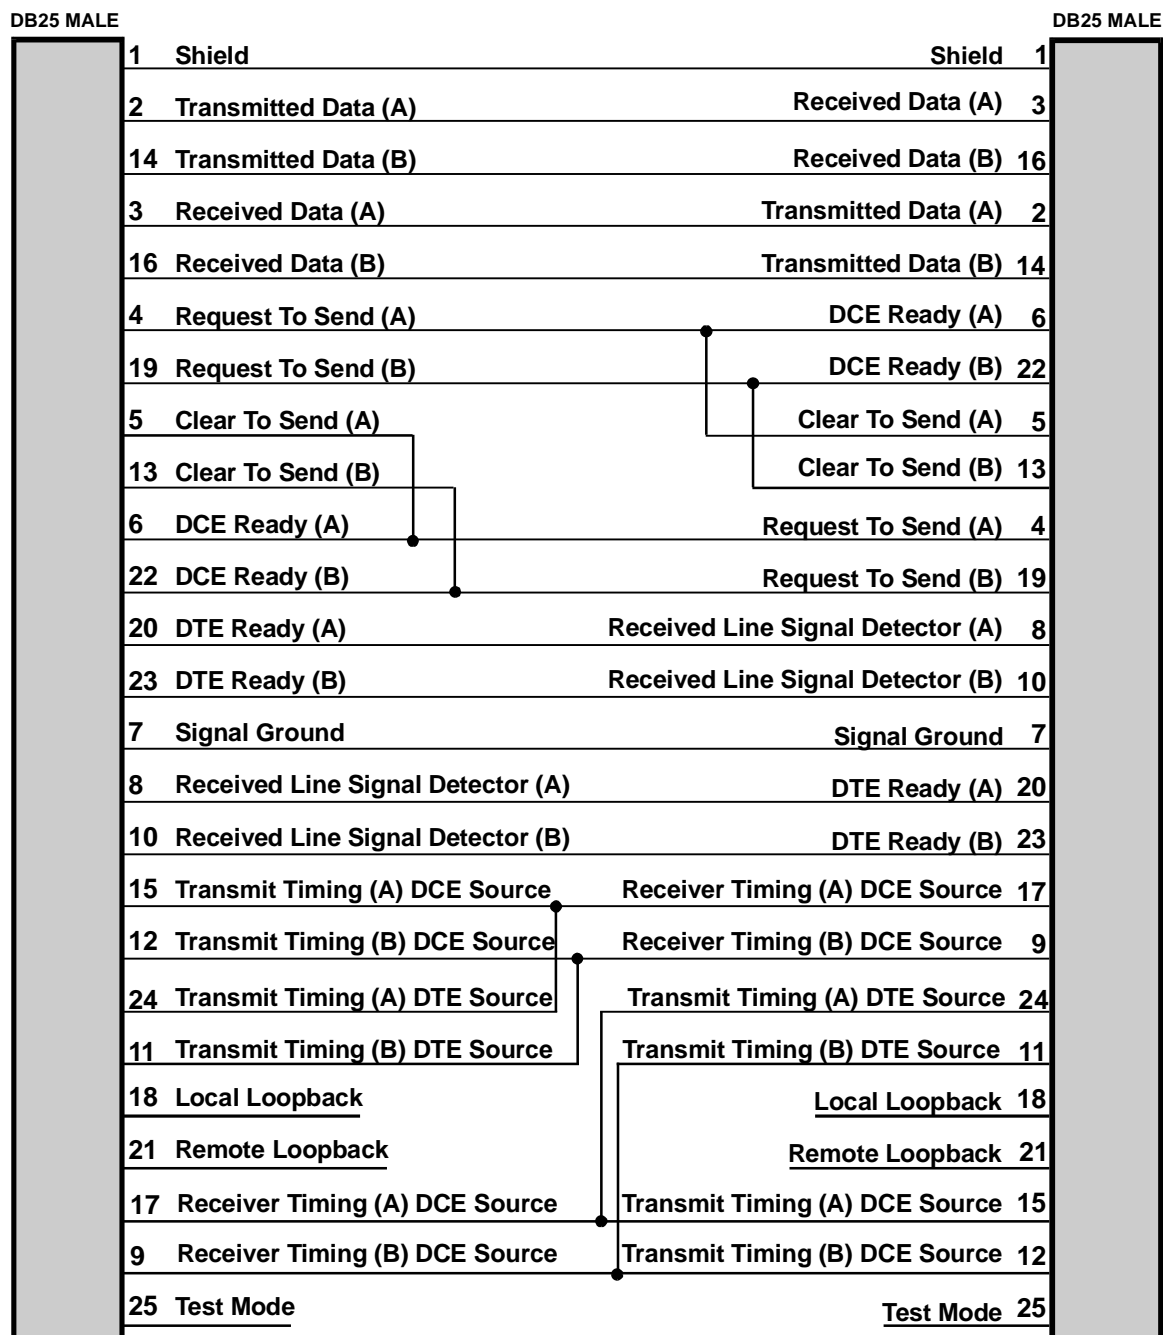 DB25 MALE DB25 MALE
1 Shield Shield 1
2 Transmitted Data (A) Received Data (A) 3
14 Transmitted Data (B) Received Data (B) 16
3 Received Data (A) Transmitted Data (A) 2
16 Received Data (B) Transmitted Data (B) 14
4 Request To Send (A) DCE Ready (A) 6
19 Request To Send (B) DCE Ready (B) 22
5 Clear To Send (A) Clear To Send (A) 5
13 Clear To Send (B) Clear To Send (B) 13
6 DCE Ready (A) Request To Send (A) 4
22 DCE Ready (B) Request To Send (B) 19
20 DTE Ready (A) Received Line Signal Detector (A) 8
23 DTE Ready (B) Received Line Signal Detector (B) 10
7 Signal Ground Signal Ground 7
8 Received Line Signal Detector (A) DTE Ready (A) 20
10 Received Line Signal Detector (B) DTE Ready (B) 23
15 Transmit Timing (A) DCE Source Receiver Timing (A) DCE Source 17
12 Transmit Timing (B) DCE Source Receiver Timing (B) DCE Source 9
24 Transmit Timing (A) DTE Source Transmit Timing (A) DTE Source 24
11 Transmit Timing (B) DTE Source Transmit Timing (B) DTE Source 11
18 Local Loopback Local Loopback 18
21 Remote Loopback Remote Loopback 21
17 Receiver Timing (A) DCE Source Transmit Timing (A) DCE Source 15
9 Receiver Timing (B) DCE Source Transmit Timing (B) DCE Source 12
25 Test Mode Test Mode 25